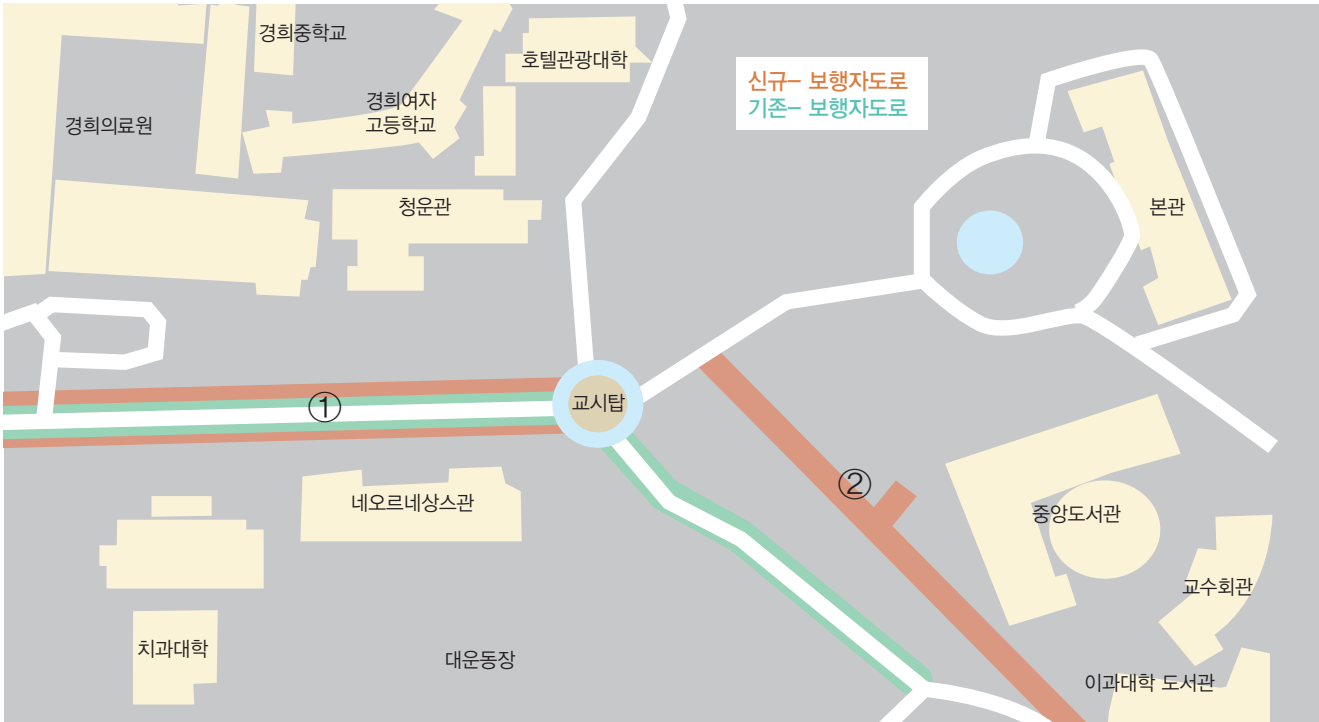 경희중학교
호텔관광대학
신규- 보행자도로
기존- 보행자도로
경희여자
고등학교
경희의료원
청운관
본관
①
교시탑
②
네오르네상스관
중앙도서관
교수회관
치과대학
대운동장
이과대학 도서관